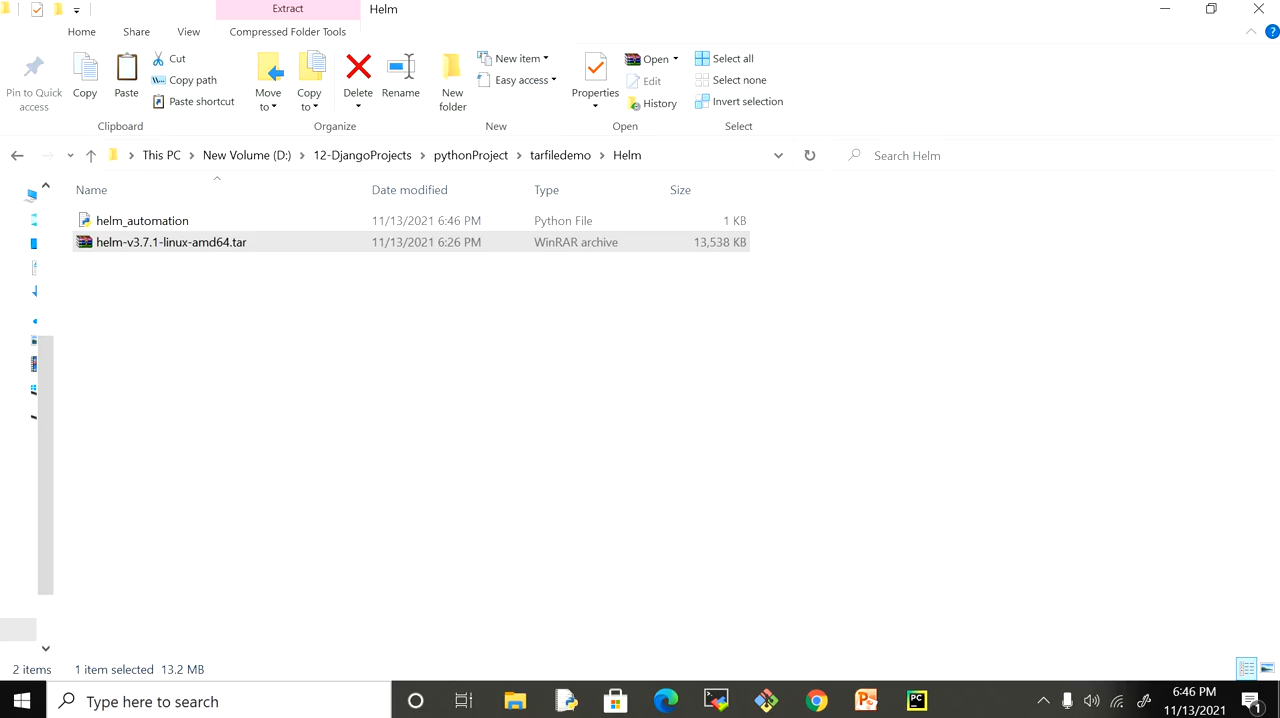 Extract Helm
Home Share View Compressed Folder Tools
Pin to Quick access
Copy
Paste
Cut
Copy path
Paste shortcut
Clipboard
Move to
Copy to
Delete
Rename
Organize
New folder
New item
Easy access
New
Properties
Open
Edit
History
Open
Select all
Select none
Invert selection
Select
This PC New Volume (D:) 12-DjangoProjects pythonProject tarfiledemo Helm Search Helm
Name Date modified Type Size
helm_automation 11/13/2021 6:46 PM Python File 1 KB
helm-v3.7.1-linux-amd64.tar 11/13/2021 6:26 PM WinRAR archive 13,538 KB
2 items 1 item selected 13.2 MB
Type here to search
6:46 PM
11/13/2021
1